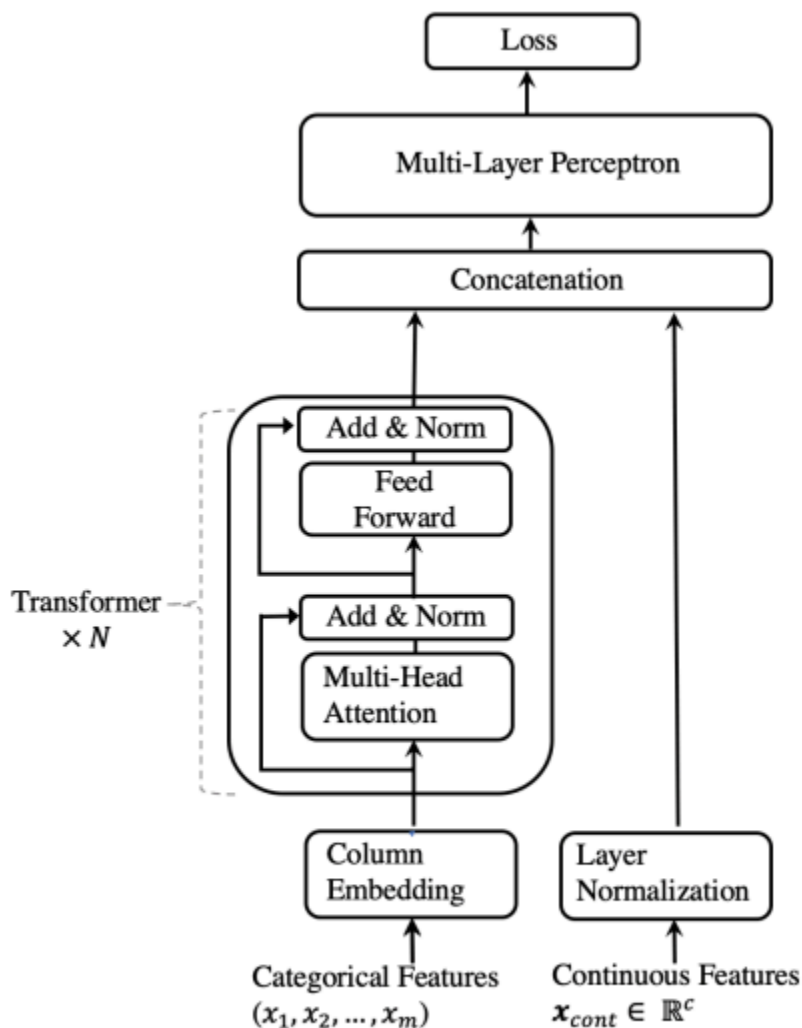 Loss
Multi-Layer Perceptron
Concatenation
Add & Norm
Feed
Forward
Transformer
× N
Add & Norm
Multi-Head
Attention
Column
Embedding
Layer
Normalization
Categorical Features
(x₁, x₂, ..., xₘ)
Continuous Features
𝒙_cont ∈ ℝᶜ